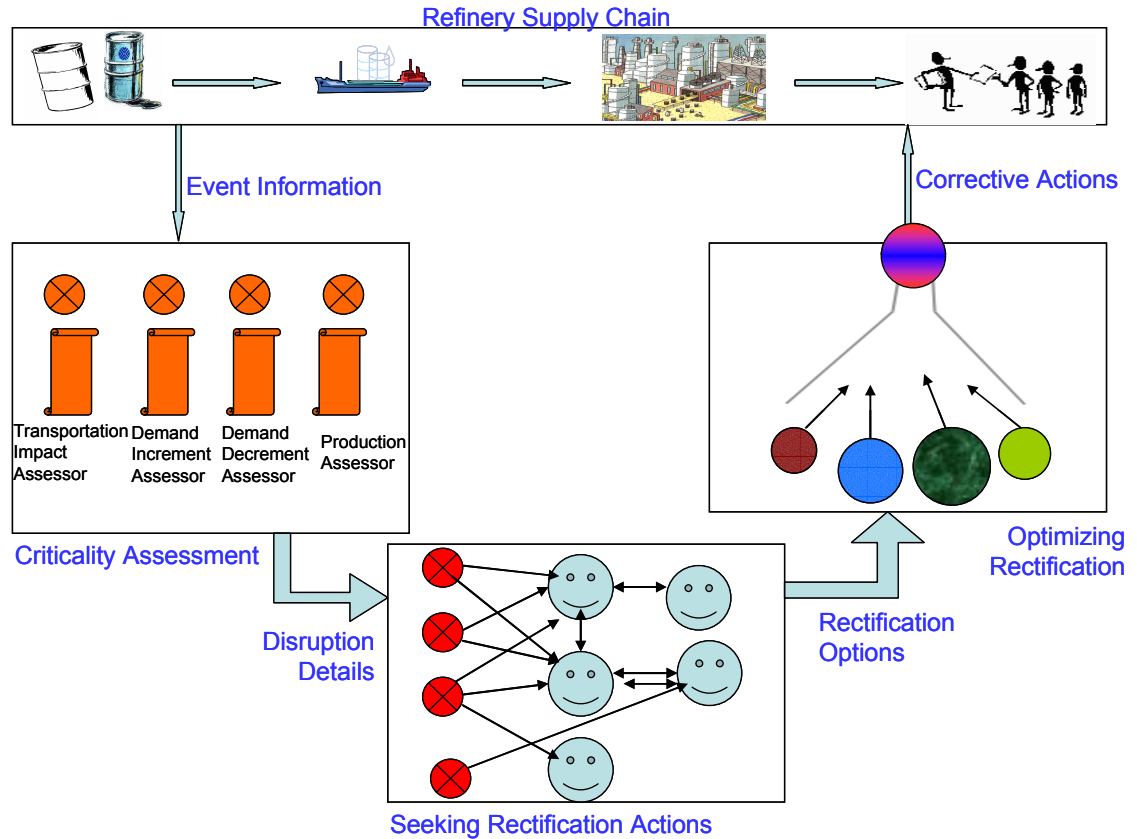 Refinery Supply Chain
Event Information
Corrective Actions
Transportation
Impact
Assessor
Demand
Increment
Assessor
Demand
Decrement
Assessor
Production
Assessor
Criticality Assessment
Optimizing
Rectification
Disruption
Details
Rectification
Options
Seeking Rectification Actions